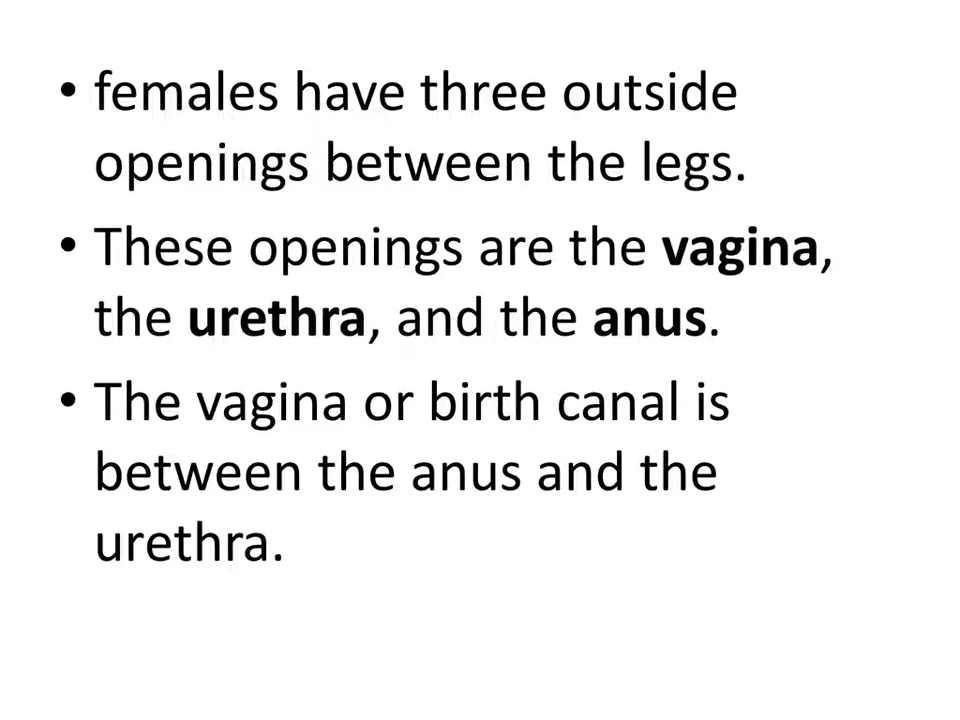 • females have three outside
openings between the legs.
• These openings are the vagina,
the urethra, and the anus.
• The vagina or birth canal is
between the anus and the
urethra.